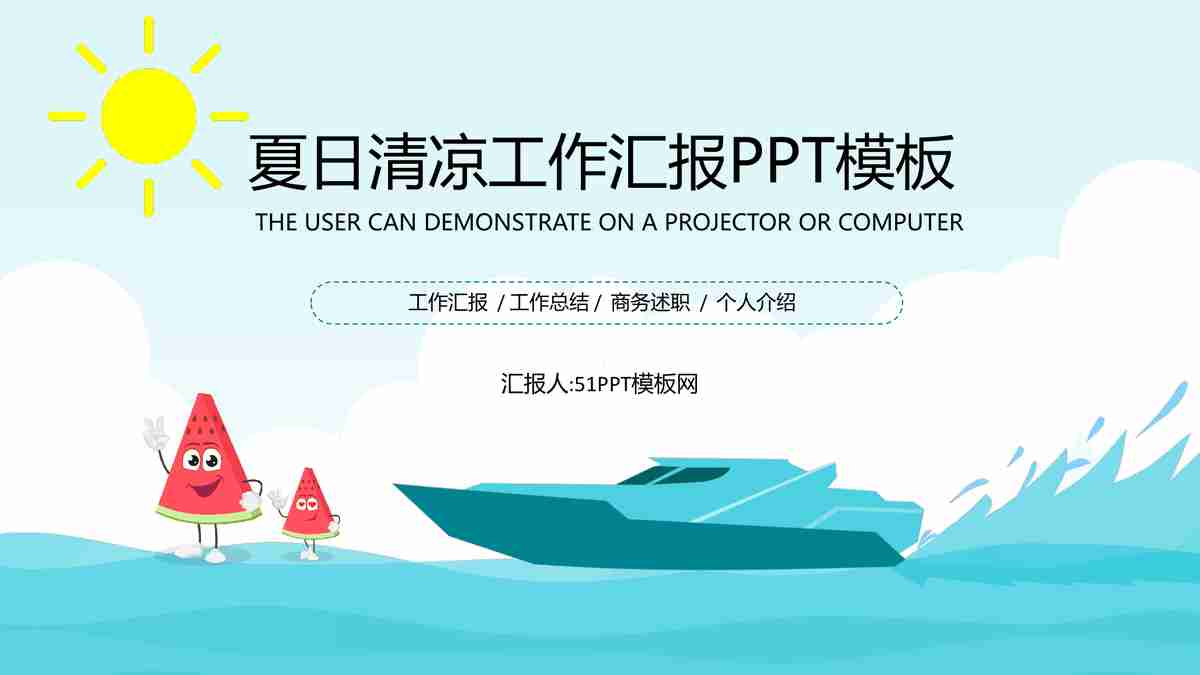 夏日清凉工作汇报PPT模板
THE USER CAN DEMONSTRATE ON A PROJECTOR OR COMPUTER
工作汇报 / 工作总结 / 商务述职 / 个人介绍
汇报人:51PPT模板网